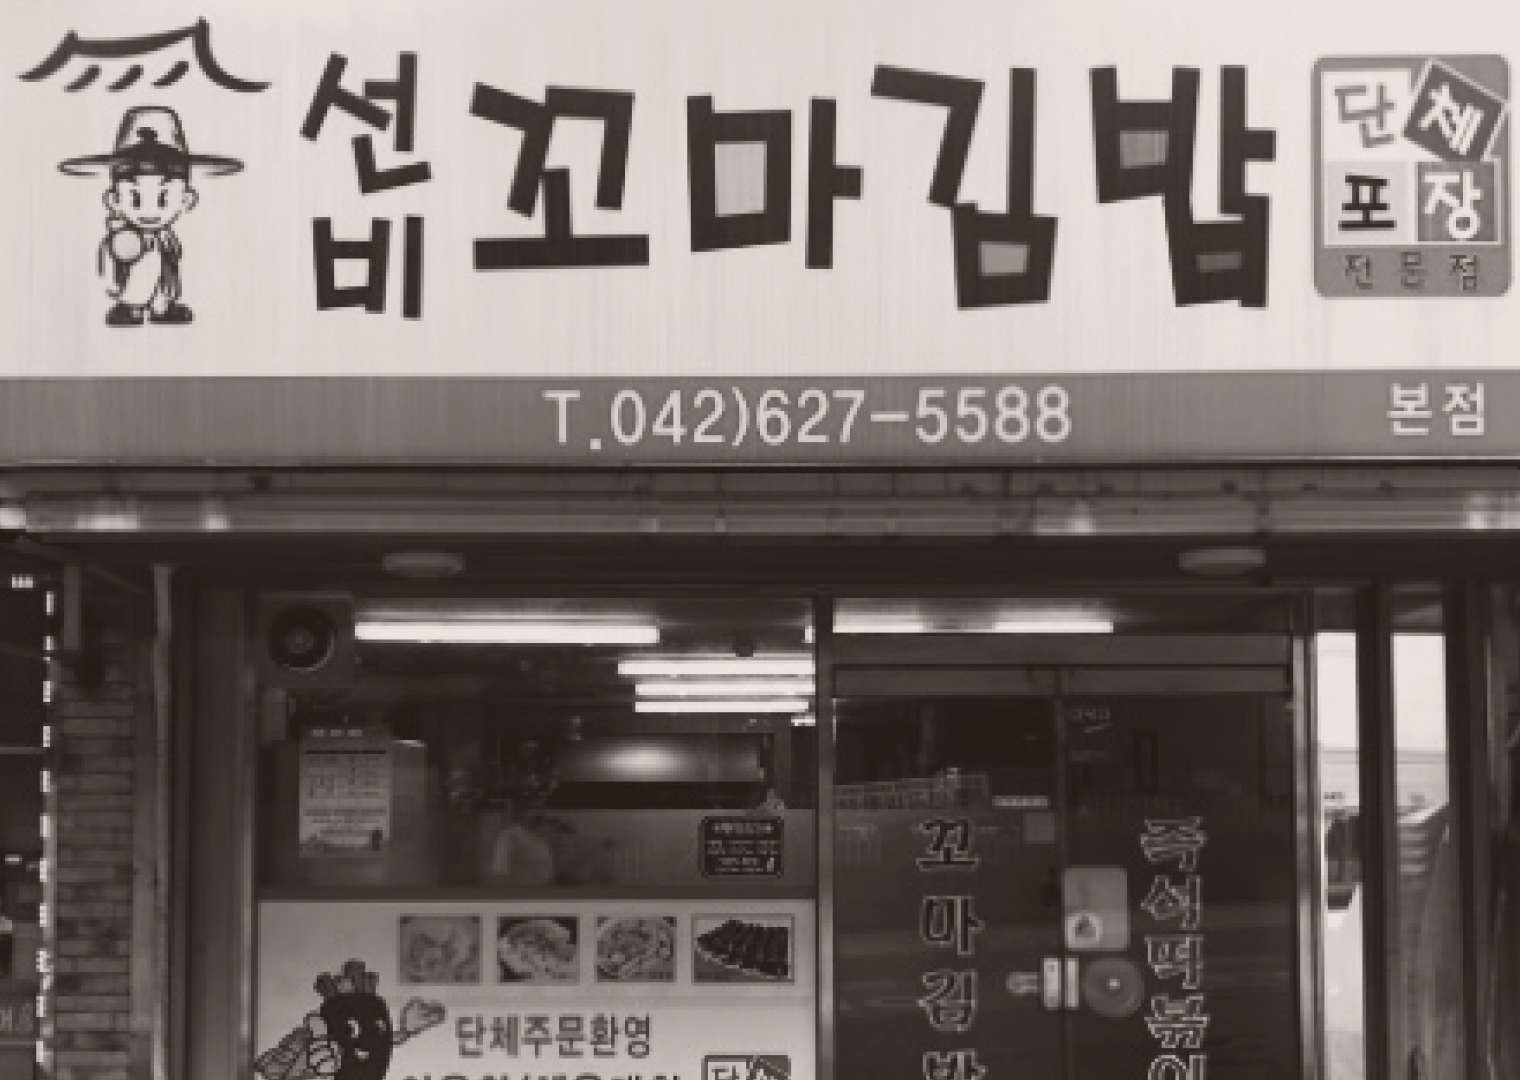 선비꼬마김밥
단체
포장
전문점
T.042)627-5588
본점
꼬마김밥
즉석떡볶이
단체주문환영